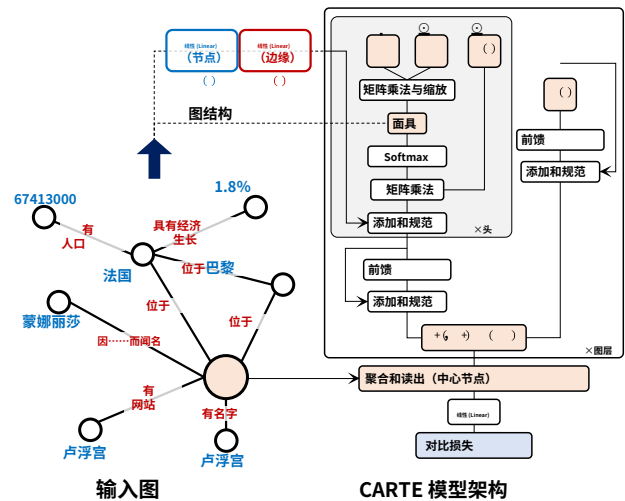 线性 (Linear)
（节点）
( )
线性 (Linear)
（边缘）
( )
图结构
67413000
1.8%
有
人口
具有经济
生长
法国
位于
巴黎
位于
位于
蒙娜丽莎
因……而闻名
有
网站
有名字
卢浮宫
卢浮宫
输入图
( )
矩阵乘法与缩放
面具
Softmax
矩阵乘法
添加和规范
×头
前馈
添加和规范
( )
前馈
添加和规范
×图层
聚合和读出（中心节点）
线性 (Linear)
对比损失
CARTE 模型架构